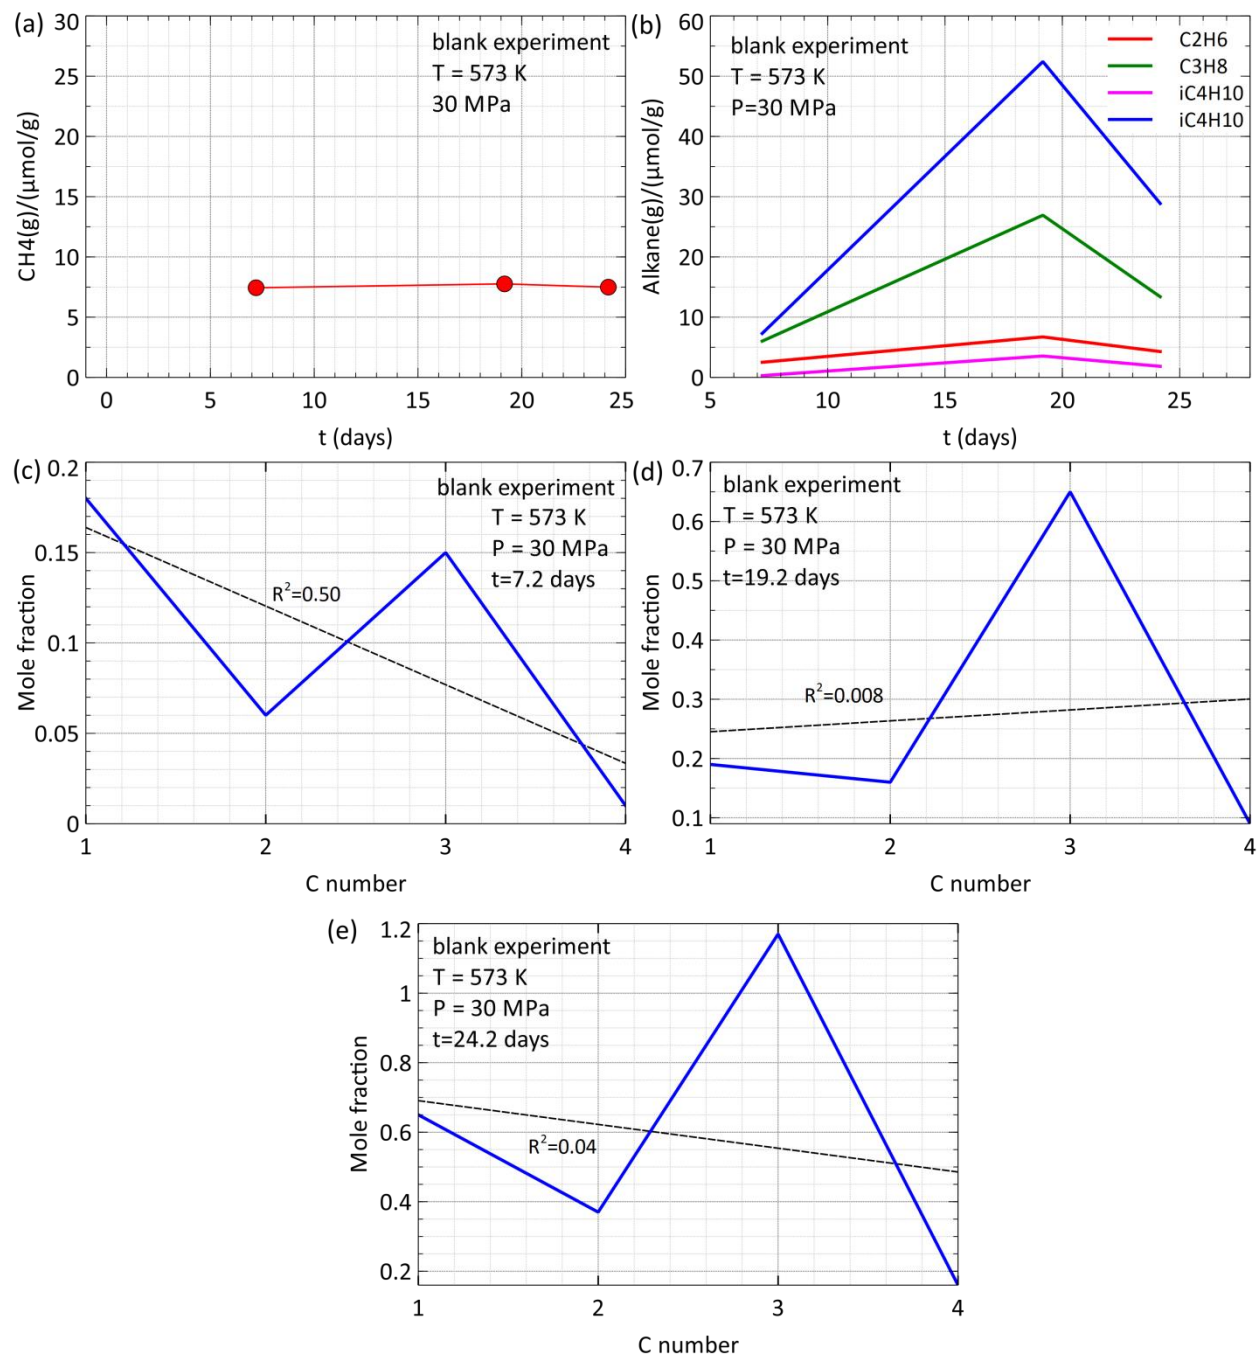 (a)
30
25
20
15
10
5
0
CH4(g)/(μmol/g)
blank experiment
T = 573 K
30 MPa
0 5 10 15 20 25
t (days)
(b)
60
50
40
30
20
10
0
Alkane(g)/(μmol/g)
blank experiment
T = 573 K
P=30 MPa
C2H6
C3H8
iC4H10
iC4H10
5 10 15 20 25
t (days)
(c)
0.2
0.15
0.1
0.05
0
Mole fraction
blank experiment
T = 573 K
P = 30 MPa
t=7.2 days
R²=0.50
1 2 3 4
C number
(d)
0.7
0.6
0.5
0.4
0.3
0.2
0.1
Mole fraction
blank experiment
T = 573 K
P = 30 MPa
t=19.2 days
R²=0.008
1 2 3 4
C number
(e)
1.2
1
0.8
0.6
0.4
0.2
Mole fraction
blank experiment
T = 573 K
P = 30 MPa
t=24.2 days
R²=0.04
1 2 3 4
C number